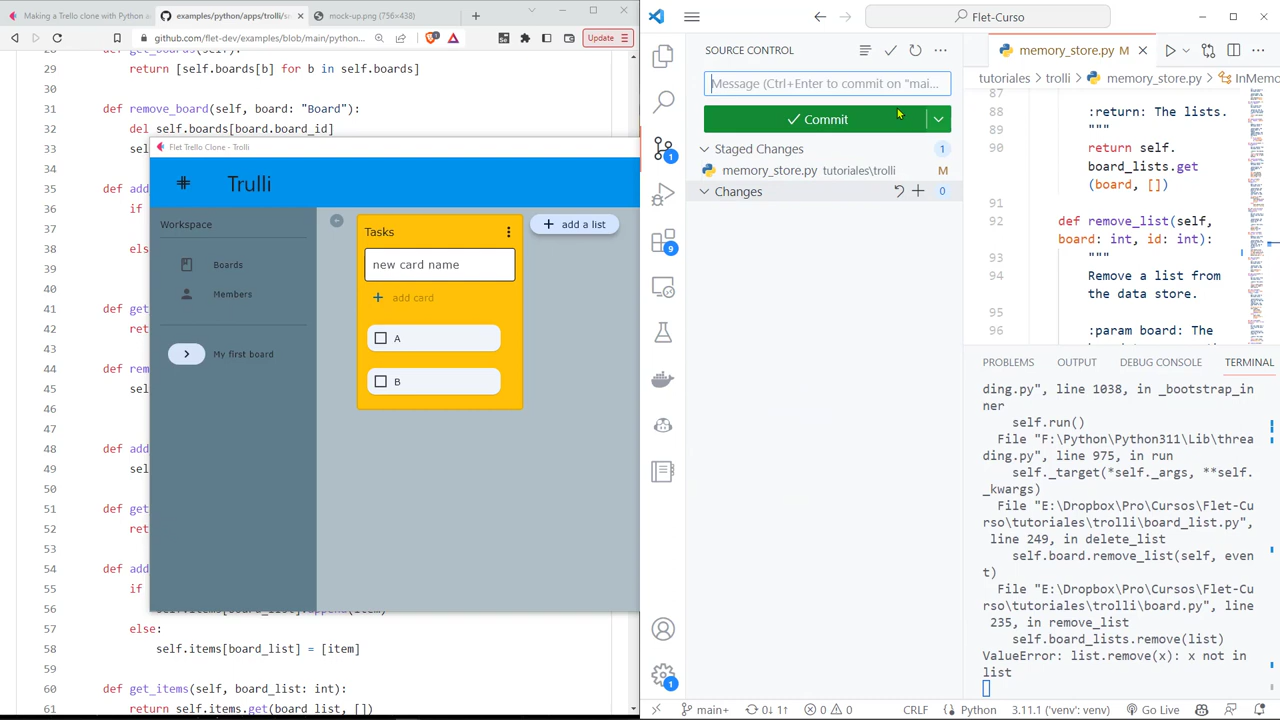 Making a Trello clone with Python a
examples/python/apps/trolli/s
mock-up.png (756×438)
github.com/flet-dev/examples/blob/main/python...
Update
29 return [self.boards[b] for b in self.boards]
30
31 def remove_board(self, board: "Board"):
32 del self.boards[board.board_id]
33 sel
34
35 def add
36 if
37
38 els
39
40
41 def get
42 ret
43
44 def rem
45 sel
46
47
48 def add
49 sel
50
51 def get
52 ret
53
54 def add
55 if
56 self.items[board_list].append(item)
57 else:
58 self.items[board_list] = [item]
59
60 def get_items(self, board_list: int):
61 return self.items.get(board_list, [])
Flet Trello Clone - Trolli
Trulli
Workspace
Boards
Members
My first board
Tasks
w card name
add card
A
B
add a list
Flet-Curso
SOURCE CONTROL
Message (Ctrl+Enter to commit on "mai...
Commit
Staged Changes 1
memory_store.py tutoriales\trolli M
Changes 0
1
9
1
memory_store.py M
tutoriales > trolli > memory_store.py > InMemo
87
88 :return: The lists.
89 """
90 return self.
board_lists.get
(board, [])
91
92 def remove_list(self,
board: int, id: int):
93 """
94 Remove a list from
the data store.
95
96 :param board: The
PROBLEMS OUTPUT DEBUG CONSOLE TERMINAL
ding.py", line 1038, in _bootstrap_in
ner
self.run()
File "F:\Python\Python311\Lib\threa
ding.py", line 975, in run
self._target(*self._args, **self.
_kwargs)
File "E:\Dropbox\Pro\Cursos\Flet-Cu
rso\tutoriales\trolli\board_list.py",
line 249, in delete_list
self.board.remove_list(self, even
t)
File "E:\Dropbox\Pro\Cursos\Flet-Cu
rso\tutoriales\trolli\board.py", line
235, in remove_list
self.board_lists.remove(list)
ValueError: list.remove(x): x not in
list
main+ 0↓ 1↑ 0 0 CRLF Python 3.11.1 ('venv': venv) Go Live